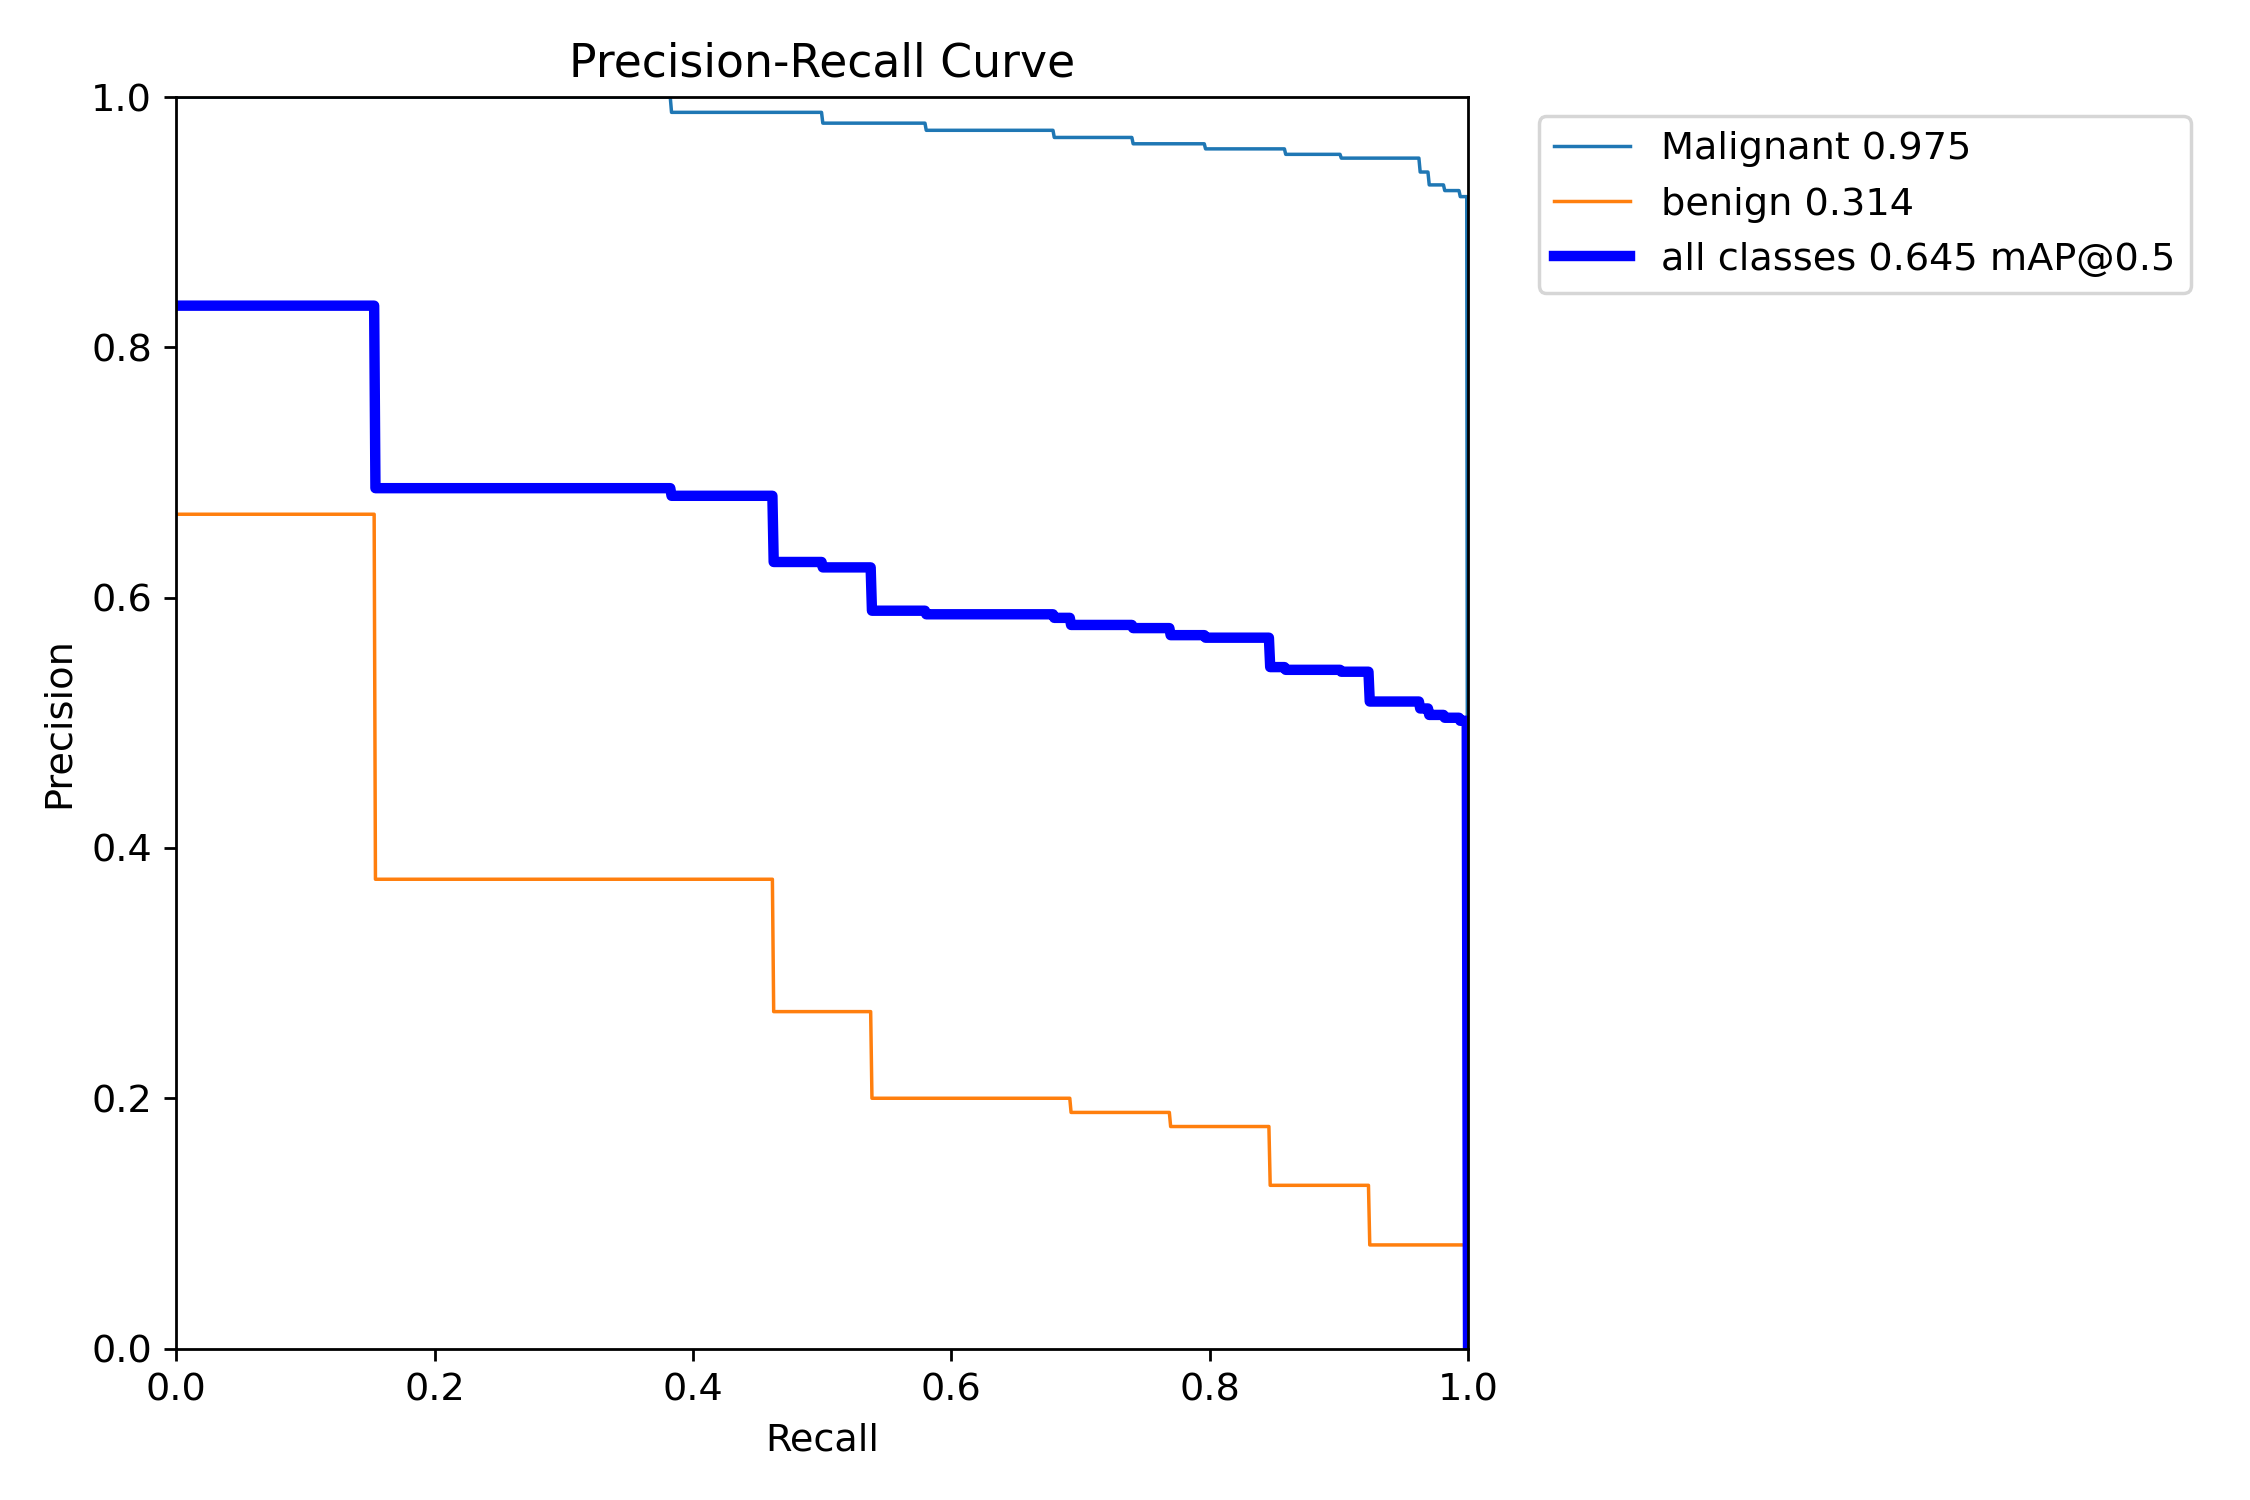 Precision-Recall Curve
1.0
0.8
0.6
0.4
0.2
0.0
Precision
0.0 0.2 0.4 0.6 0.8 1.0
Recall
Malignant 0.975
benign 0.314
all classes 0.645 mAP@0.5